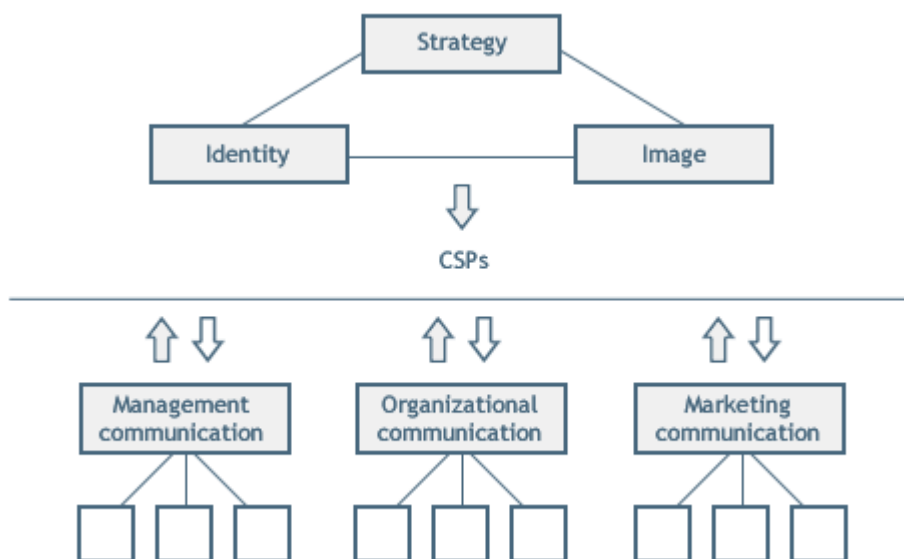 Strategy
Identity
Image
CSPs
Management
communication
Organizational
communication
Marketing
communication